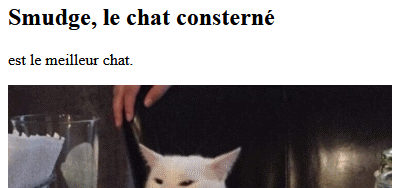 Smudge, le chat consterné
est le meilleur chat.